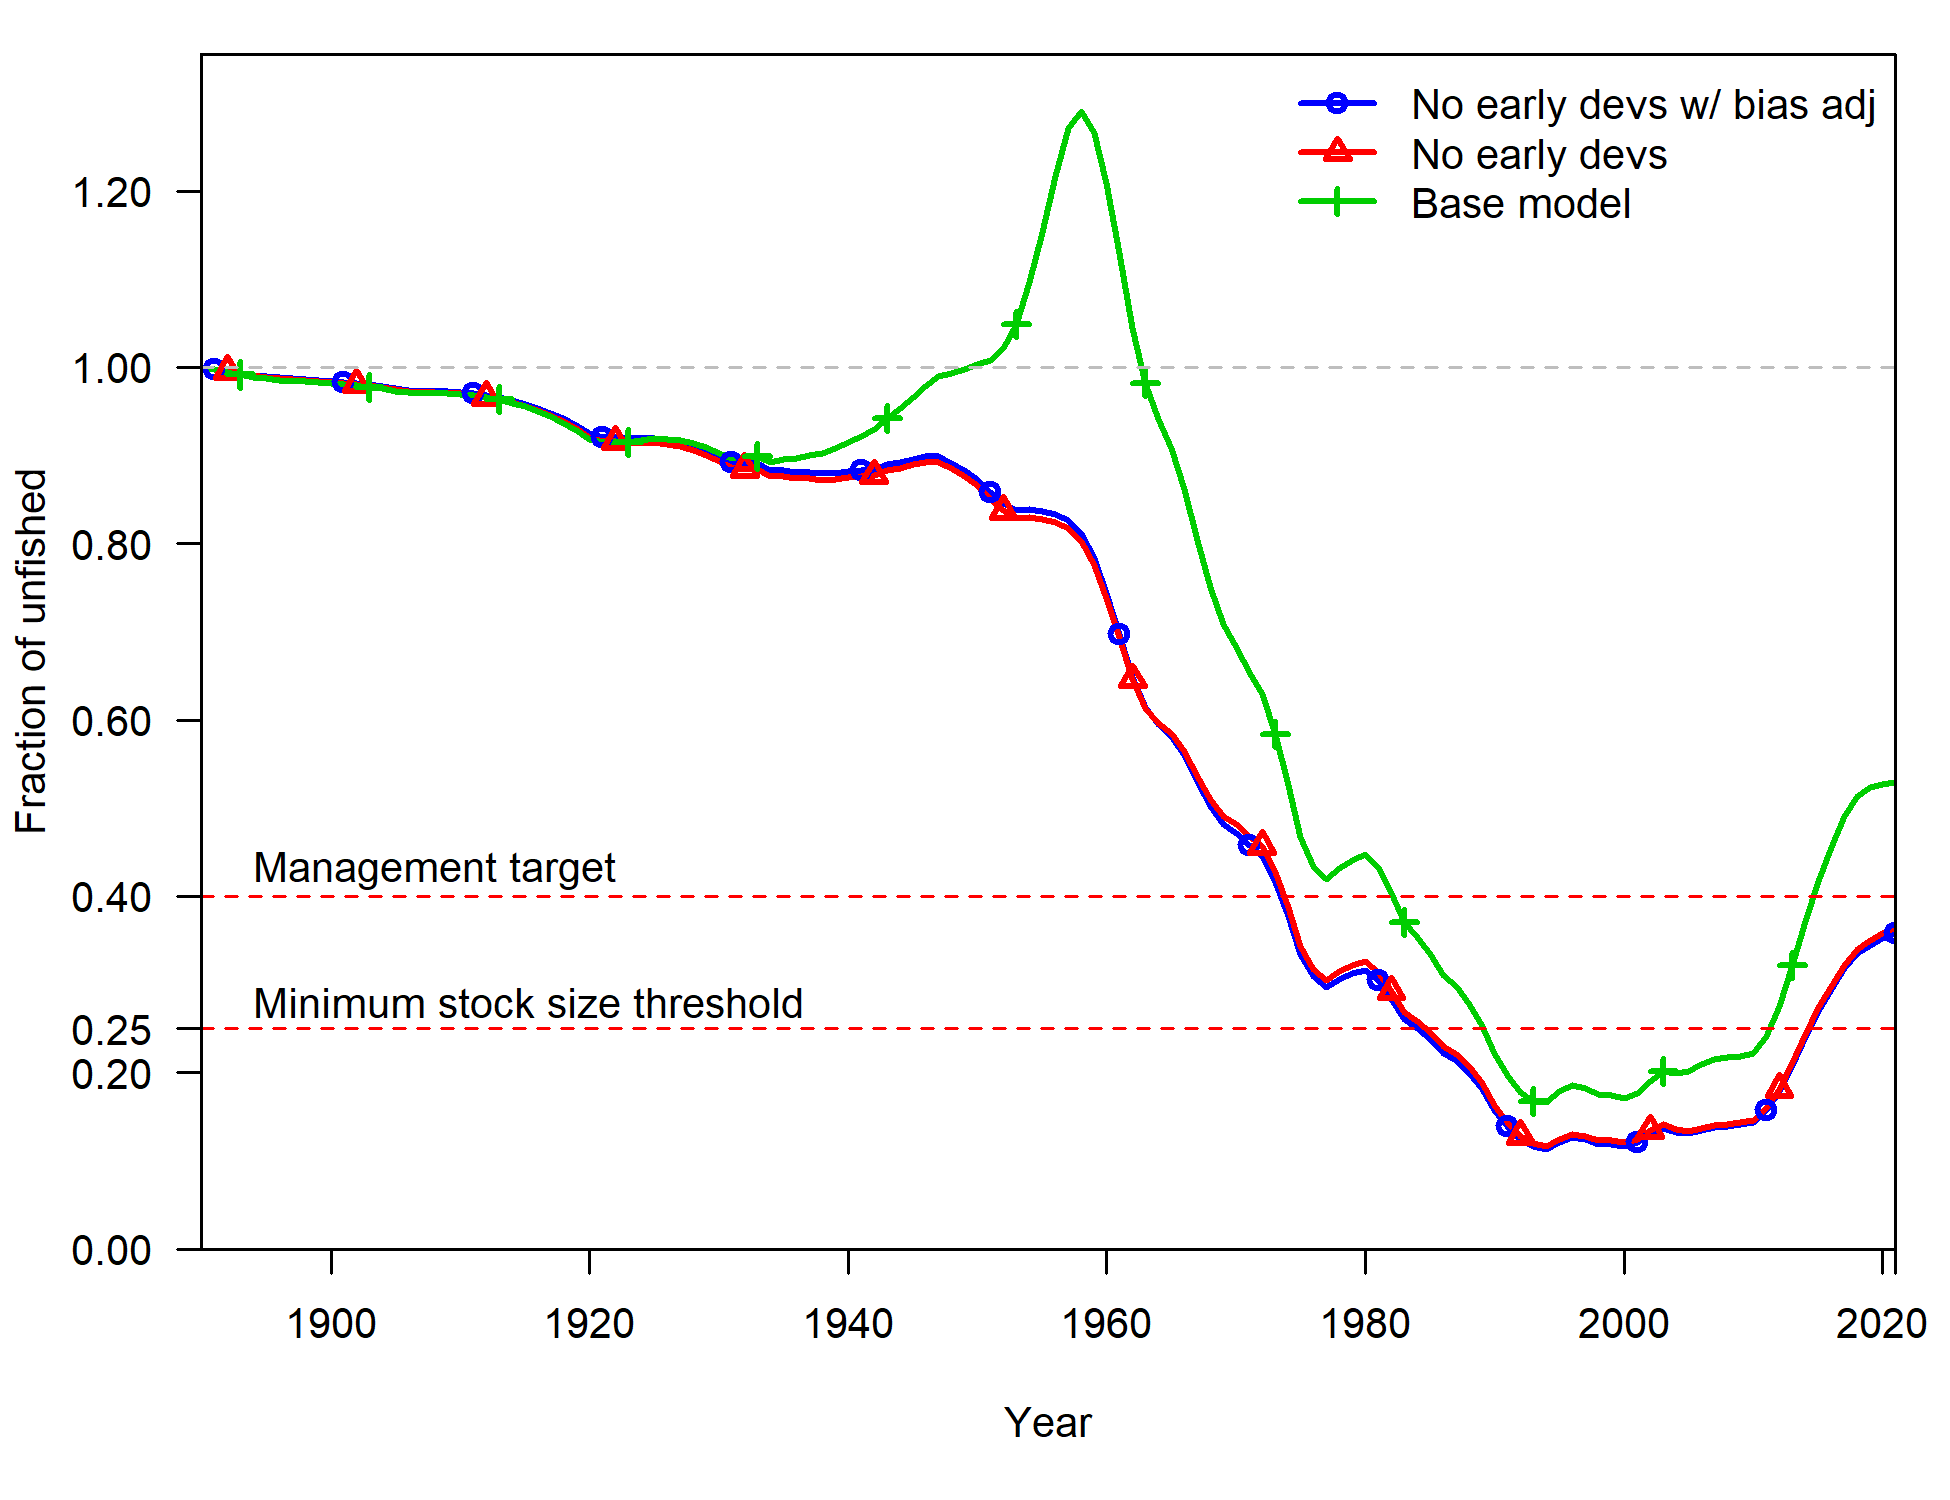 No early devs w/ bias adj
No early devs
Base model
1.20
1.00
0.80
0.60
0.40
0.25
0.20
0.00
Fraction of unfished
Management target
Minimum stock size threshold
1900 1920 1940 1960 1980 2000 2020
Year